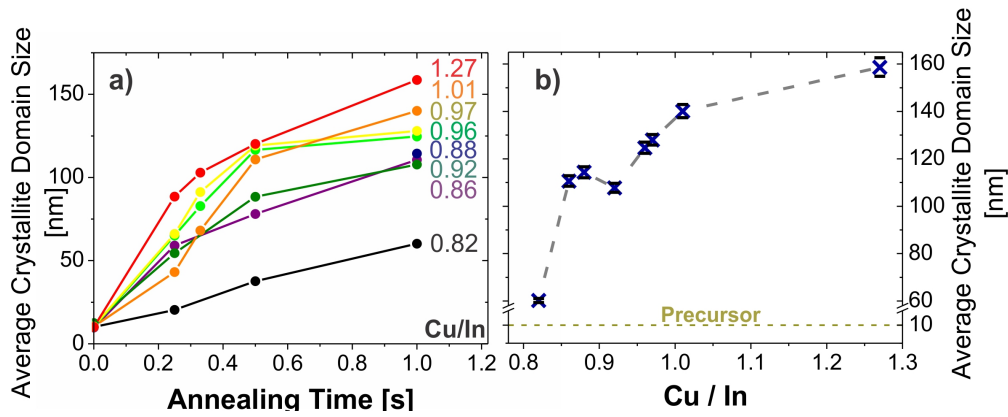 Average Crystallite Domain Size
[nm]
a)
150
100
50
0
0.0 0.2 0.4 0.6 0.8 1.0 1.2
Annealing Time [s]
1.27
1.01
0.97
0.96
0.88
0.92
0.86
0.82
Cu/In
b)
Precursor
0.8 0.9 1.0 1.1 1.2 1.3
Cu / In
160
140
120
100
80
60
10
Average Crystallite Domain Size
[nm]